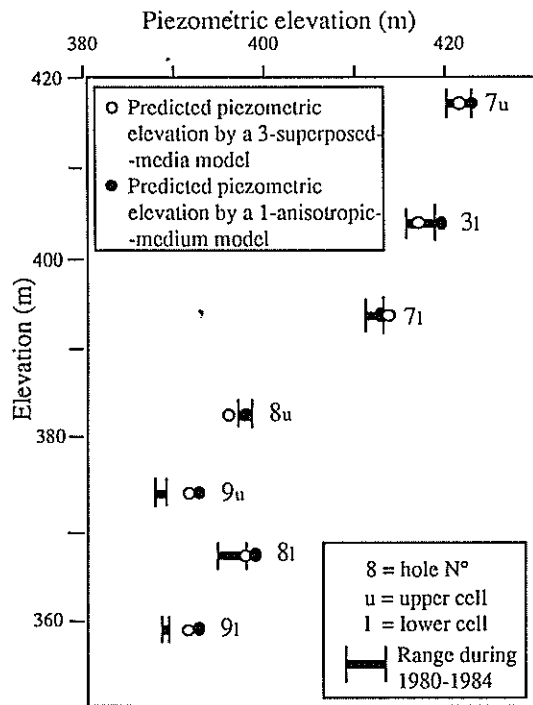 Piezometric elevation (m)
380 400 420
420
O Predicted piezometric
elevation by a 3-superposed-
-media model
● Predicted piezometric
elevation by a 1-anisotropic-
-medium model
7u
3l
400
7l
Elevation (m)
8u
380
9u
8l
360
9l
8 = hole N°
u = upper cell
l = lower cell
Range during
1980-1984